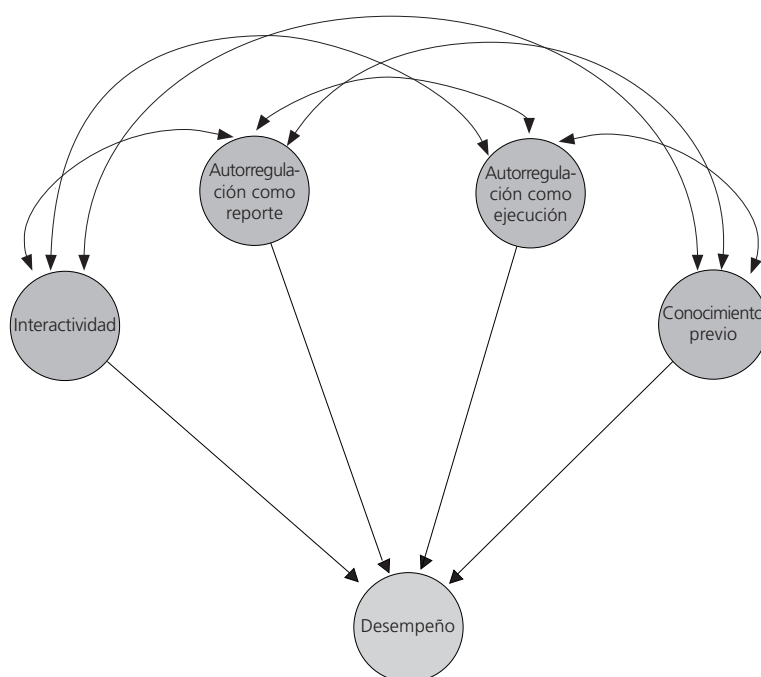 Autorregula-
ción como
reporte
Autorregula-
ción como
ejecución
Interactividad
Conocimiento
previo
Desempeño